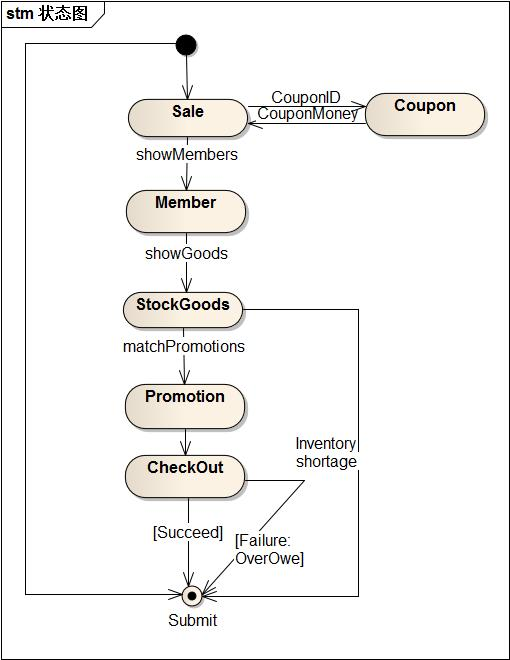 stm 状态图
Sale
CouponID
CouponMoney
Coupon
showMembers
Member
showGoods
StockGoods
matchPromotions
Promotion
Inventory
shortage
CheckOut
[Succeed]
[Failure:
OverOwe]
Submit